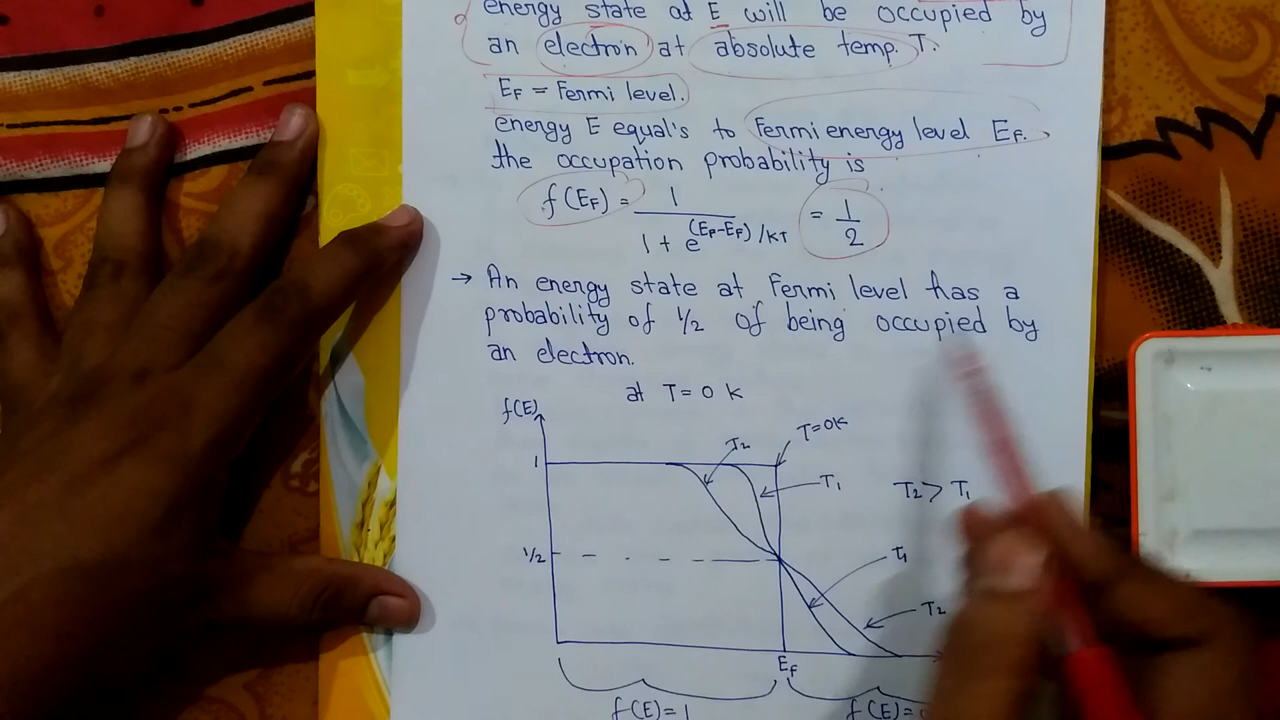 energy state at E will be occupied by
an electron at absolute temp. T.
EF = Fermi level.
energy E equal's to Fermi energy level EF.
the occupation probability is
f(EF) = 1 / 1 + e^(EF-EF)/KT = 1/2
→ An energy state at Fermi level has a
probability of 1/2 of being occupied by
an electron.
at T = 0 K
f(E)
T2
T=0K
1
T1
T2 > T1
1/2
T1
T2
EF
f(E)=1
f(E)=